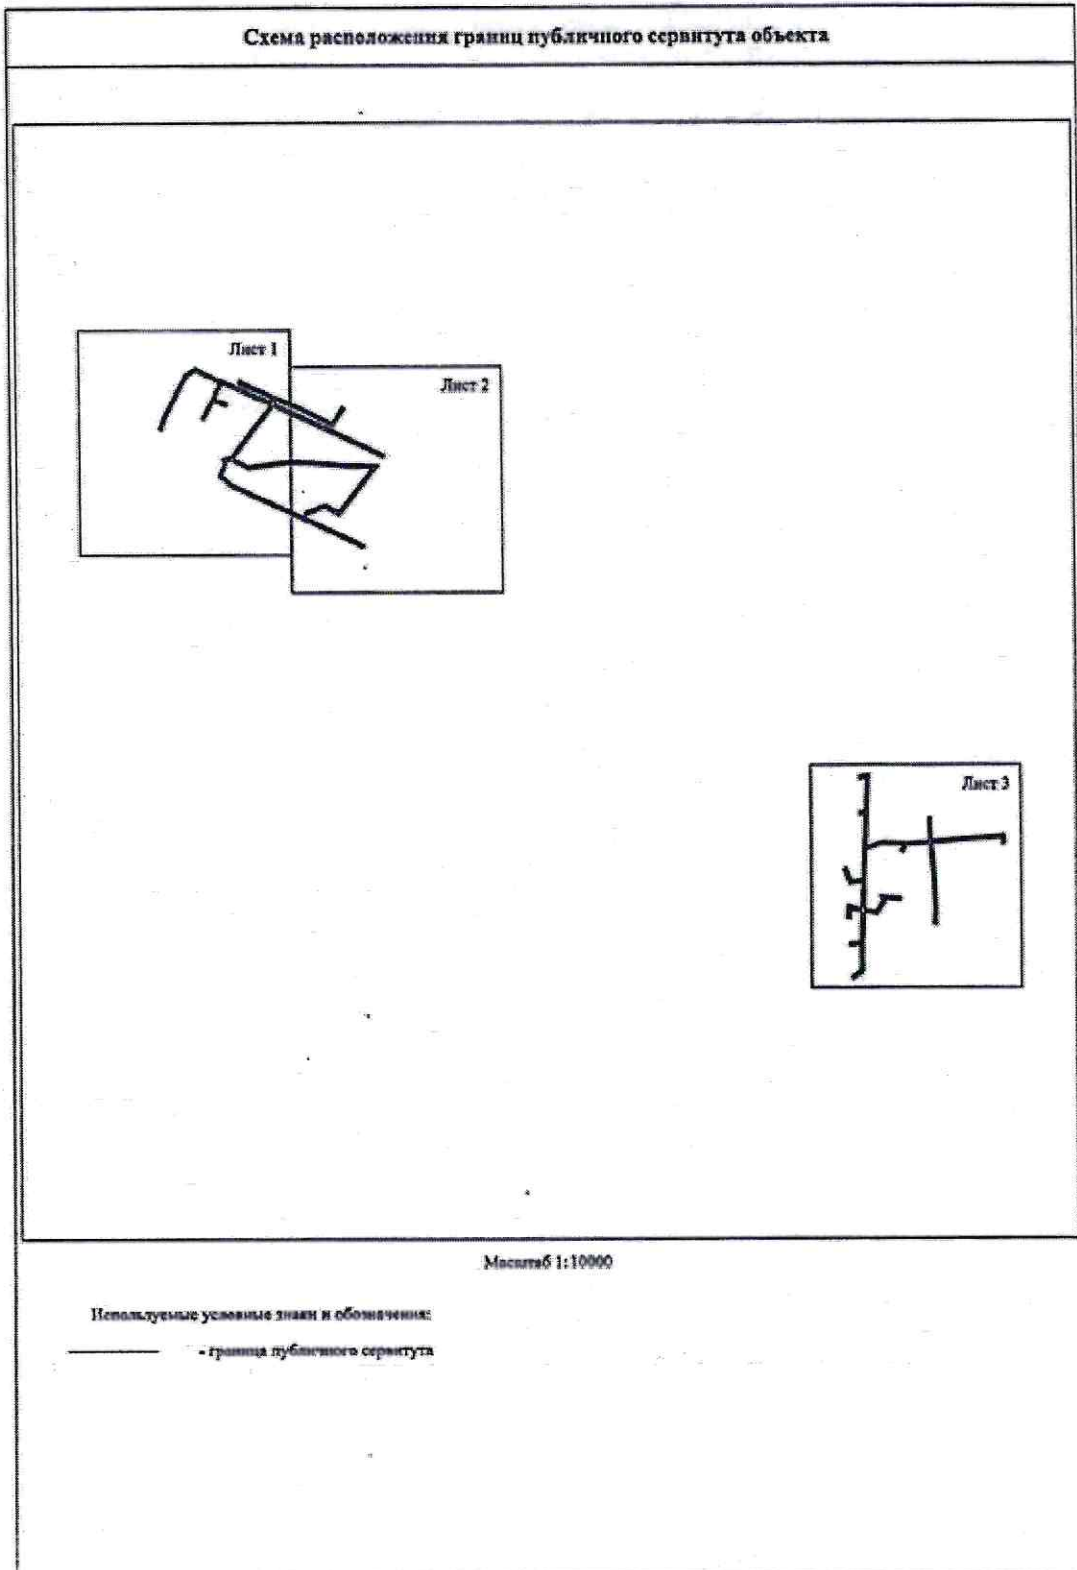 Схема расположения границ публичного сервитута объекта
Лист 1
Лист 2
Лист 3
Масштаб 1:10000
Используемые условные знаки и обозначения:
- граница публичного сервитута